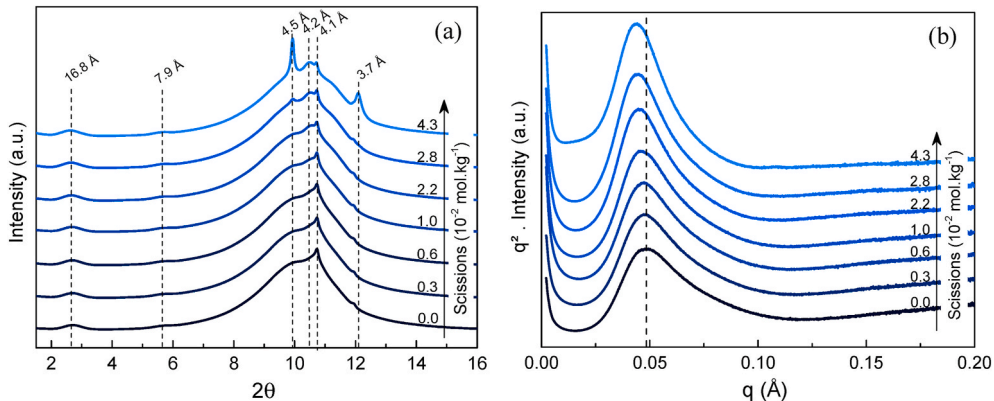 (a)
16.8 Å
7.9 Å
4.5 Å
4.2 Å
4.1 Å
3.7 Å
4.3
2.8
2.2
1.0
0.6
0.3
0.0
Scissions (10⁻² mol.kg⁻¹)
Intensity (a.u.)
2 4 6 8 10 12 14 16
2θ
(b)
4.3
2.8
2.2
1.0
0.6
0.3
0.0
Scissions (10⁻² mol.kg⁻¹)
q² . Intensity (a.u.)
0.00 0.05 0.10 0.15 0.20
q (Å)